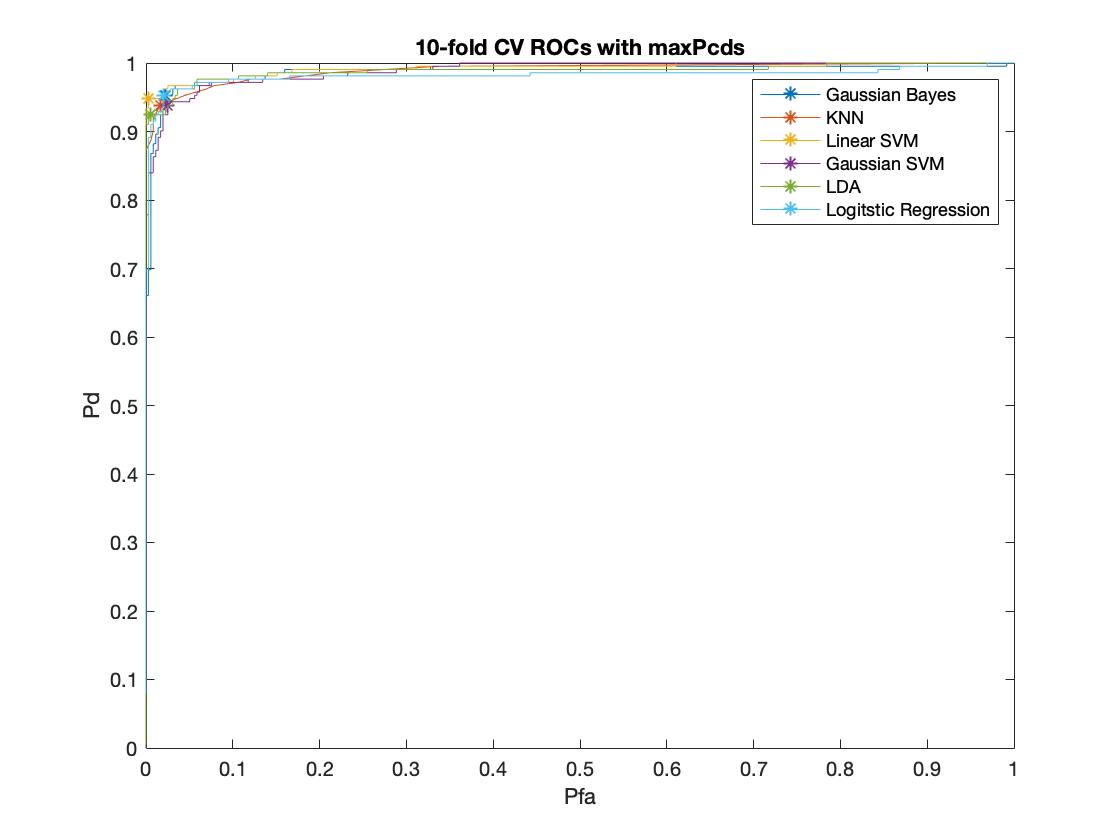 10-fold CV ROCs with maxPcds
1
0.9
0.8
0.7
0.6
0.5
0.4
0.3
0.2
0.1
0
Pd
Gaussian Bayes
KNN
Linear SVM
Gaussian SVM
LDA
Logitstic Regression
0 0.1 0.2 0.3 0.4 0.5 0.6 0.7 0.8 0.9 1
Pfa